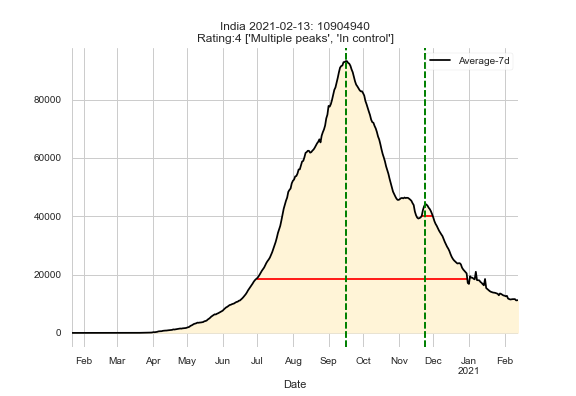 India 2021-02-13: 10904940
Rating:4 ['Multiple peaks', 'In control']
Average-7d
80000
60000
40000
20000
0
Feb Mar Apr May Jun Jul Aug Sep Oct Nov Dec Jan Feb
2021
Date